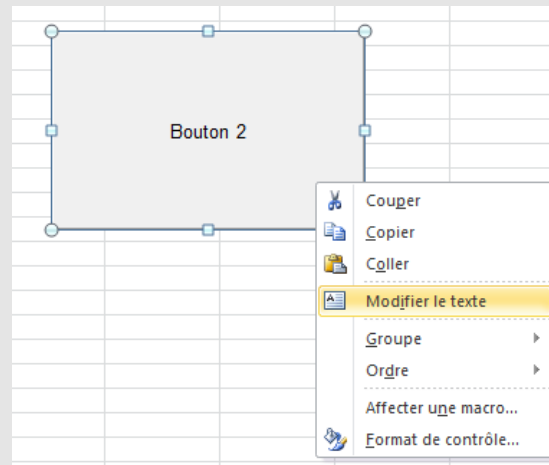 Bouton 2
Couper
Copier
Coller
Modifier le texte
Groupe
Ordre
Affecter une macro...
Format de contrôle...